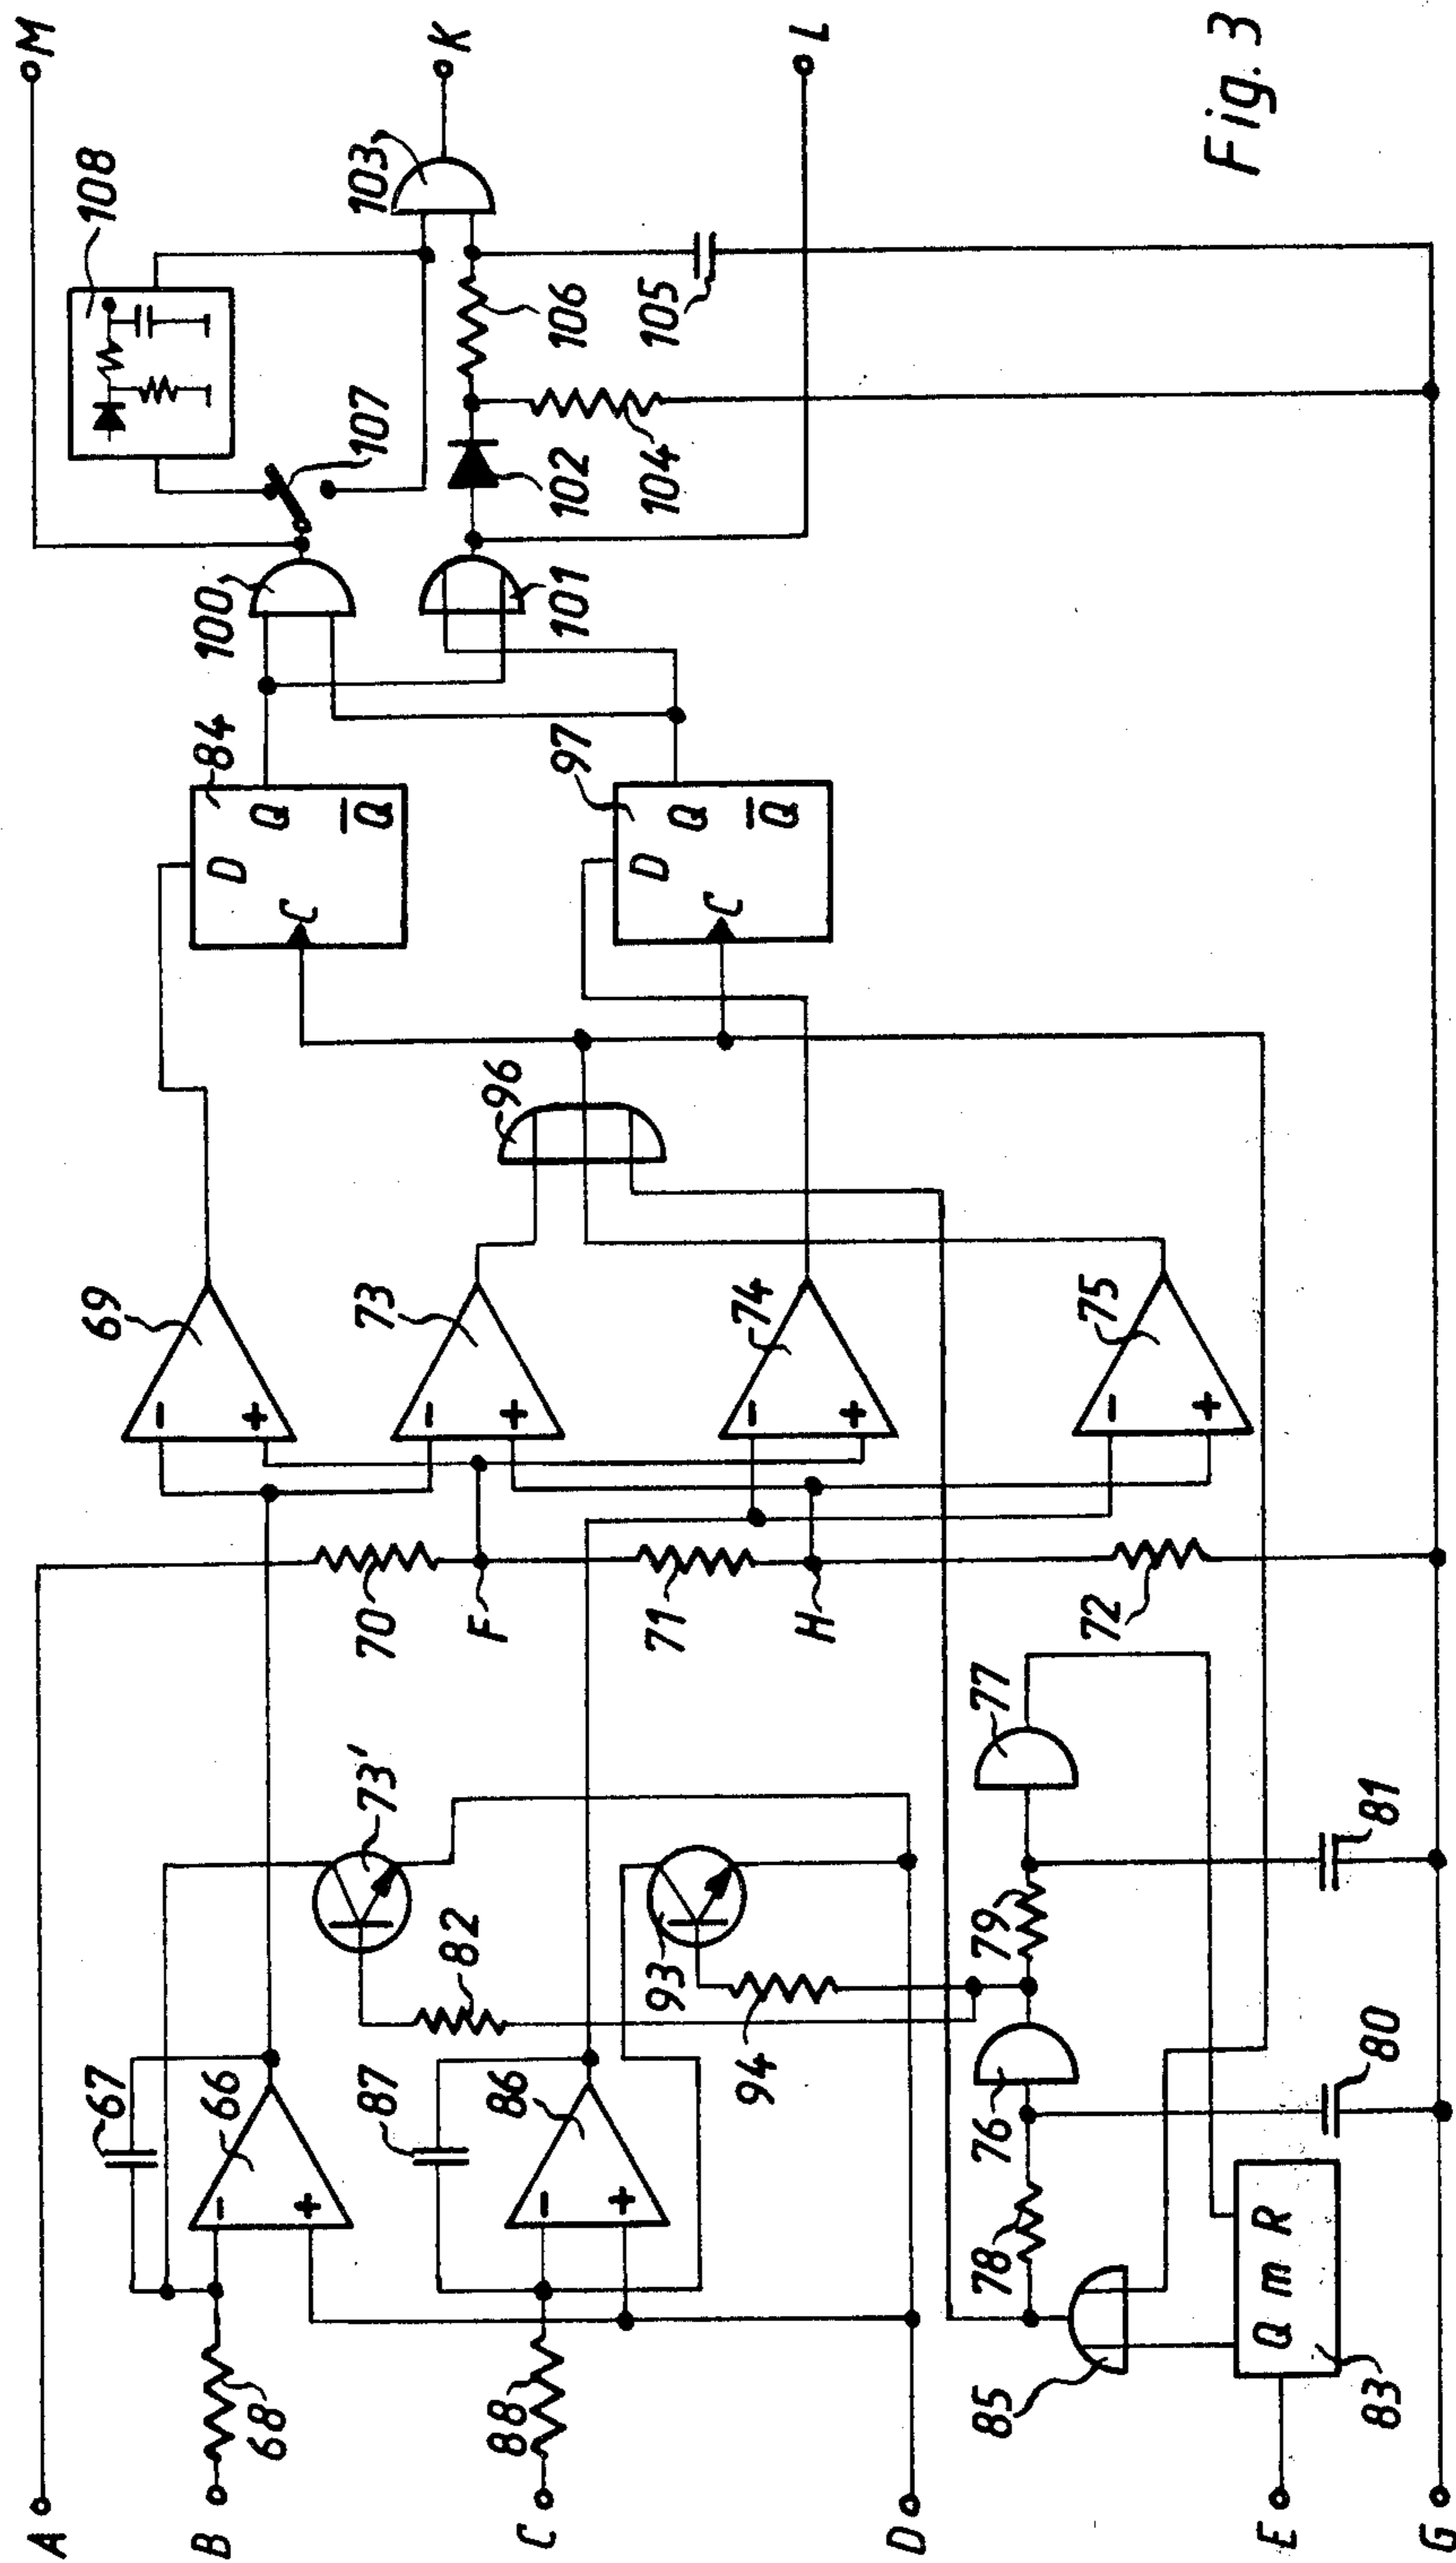 M
K
L
Fig. 3
108
103
107
106
105
102
104
100
101
84
D
Q
C
Q̅
97
D
Q
C
Q̅
96
69
- +
73
- +
74
- +
75
- +
70
F
71
H
72
73'
82
93
94
77
79
81
67
66
- +
87
86
- +
76
80
78
68
88
85
Q m R
83
A
B
C
D
E
G